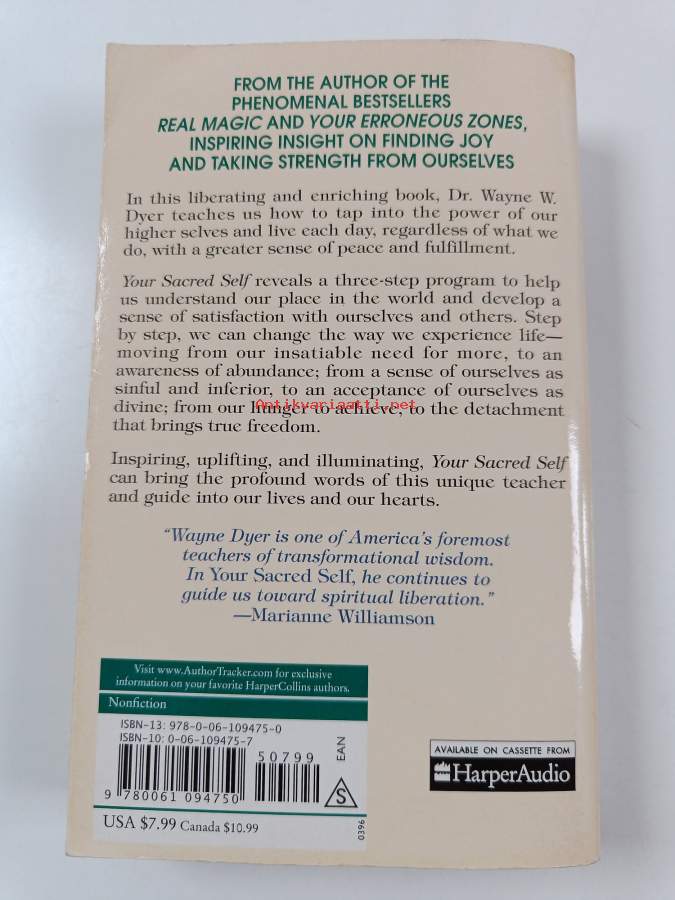 FROM THE AUTHOR OF THE
PHENOMENAL BESTSELLERS
REAL MAGIC AND YOUR ERRONEOUS ZONES,
INSPIRING INSIGHT ON FINDING JOY
AND TAKING STRENGTH FROM OURSELVES
In this liberating and enriching book, Dr. Wayne W.
Dyer teaches us how to tap into the power of our
higher selves and live each day, regardless of what we
do, with a greater sense of peace and fulfillment.
Your Sacred Self reveals a three-step program to help
us understand our place in the world and develop a
sense of satisfaction with ourselves and others. Step
by step, we can change the way we experience life—
moving from our insatiable need for more, to an
awareness of abundance; from a sense of ourselves as
sinful and inferior, to an acceptance of ourselves as
divine; from our hunger to achieve, to the detachment
Antikvariaatti.net
that brings true freedom.
Inspiring, uplifting, and illuminating, Your Sacred Self
can bring the profound words of this unique teacher
and guide into our lives and our hearts.
“Wayne Dyer is one of America’s foremost
teachers of transformational wisdom.
In Your Sacred Self, he continues to
guide us toward spiritual liberation.”
—Marianne Williamson
Visit www.AuthorTracker.com for exclusive
information on your favorite HarperCollins authors.
Nonfiction
ISBN-13: 978-0-06-109475-0
ISBN-10: 0-06-109475-7
50799
EAN
9 780061 094750
S
USA $7.99 Canada $10.99
0396
AVAILABLE ON CASSETTE FROM
HarperAudio